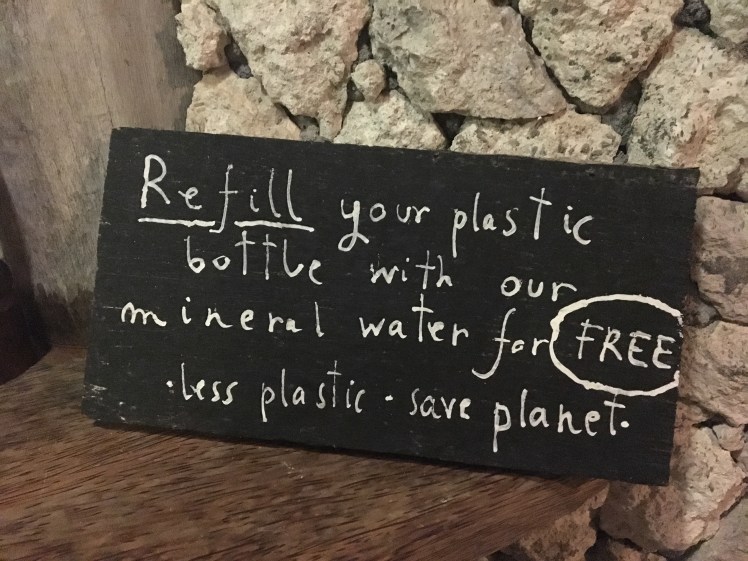 Refill your plastic
bottle with our
mineral water for FREE
·less plastic · save planet·